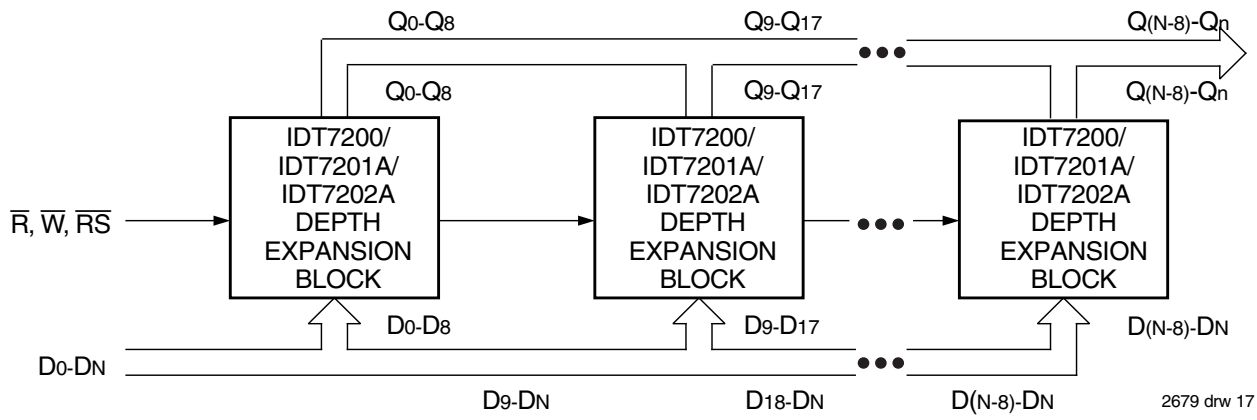 Q0-Q8 Q9-Q17 Q(N-8)-Qn
Q0-Q8 Q9-Q17 Q(N-8)-Qn
IDT7200/
IDT7201A/
IDT7202A
DEPTH
EXPANSION
BLOCK
IDT7200/
IDT7201A/
IDT7202A
DEPTH
EXPANSION
BLOCK
IDT7200/
IDT7201A/
IDT7202A
DEPTH
EXPANSION
BLOCK
R̅, W̅, R̅S̅
D0-D8 D9-D17 D(N-8)-DN
D0-DN
D9-DN D18-DN D(N-8)-DN
2679 drw 17